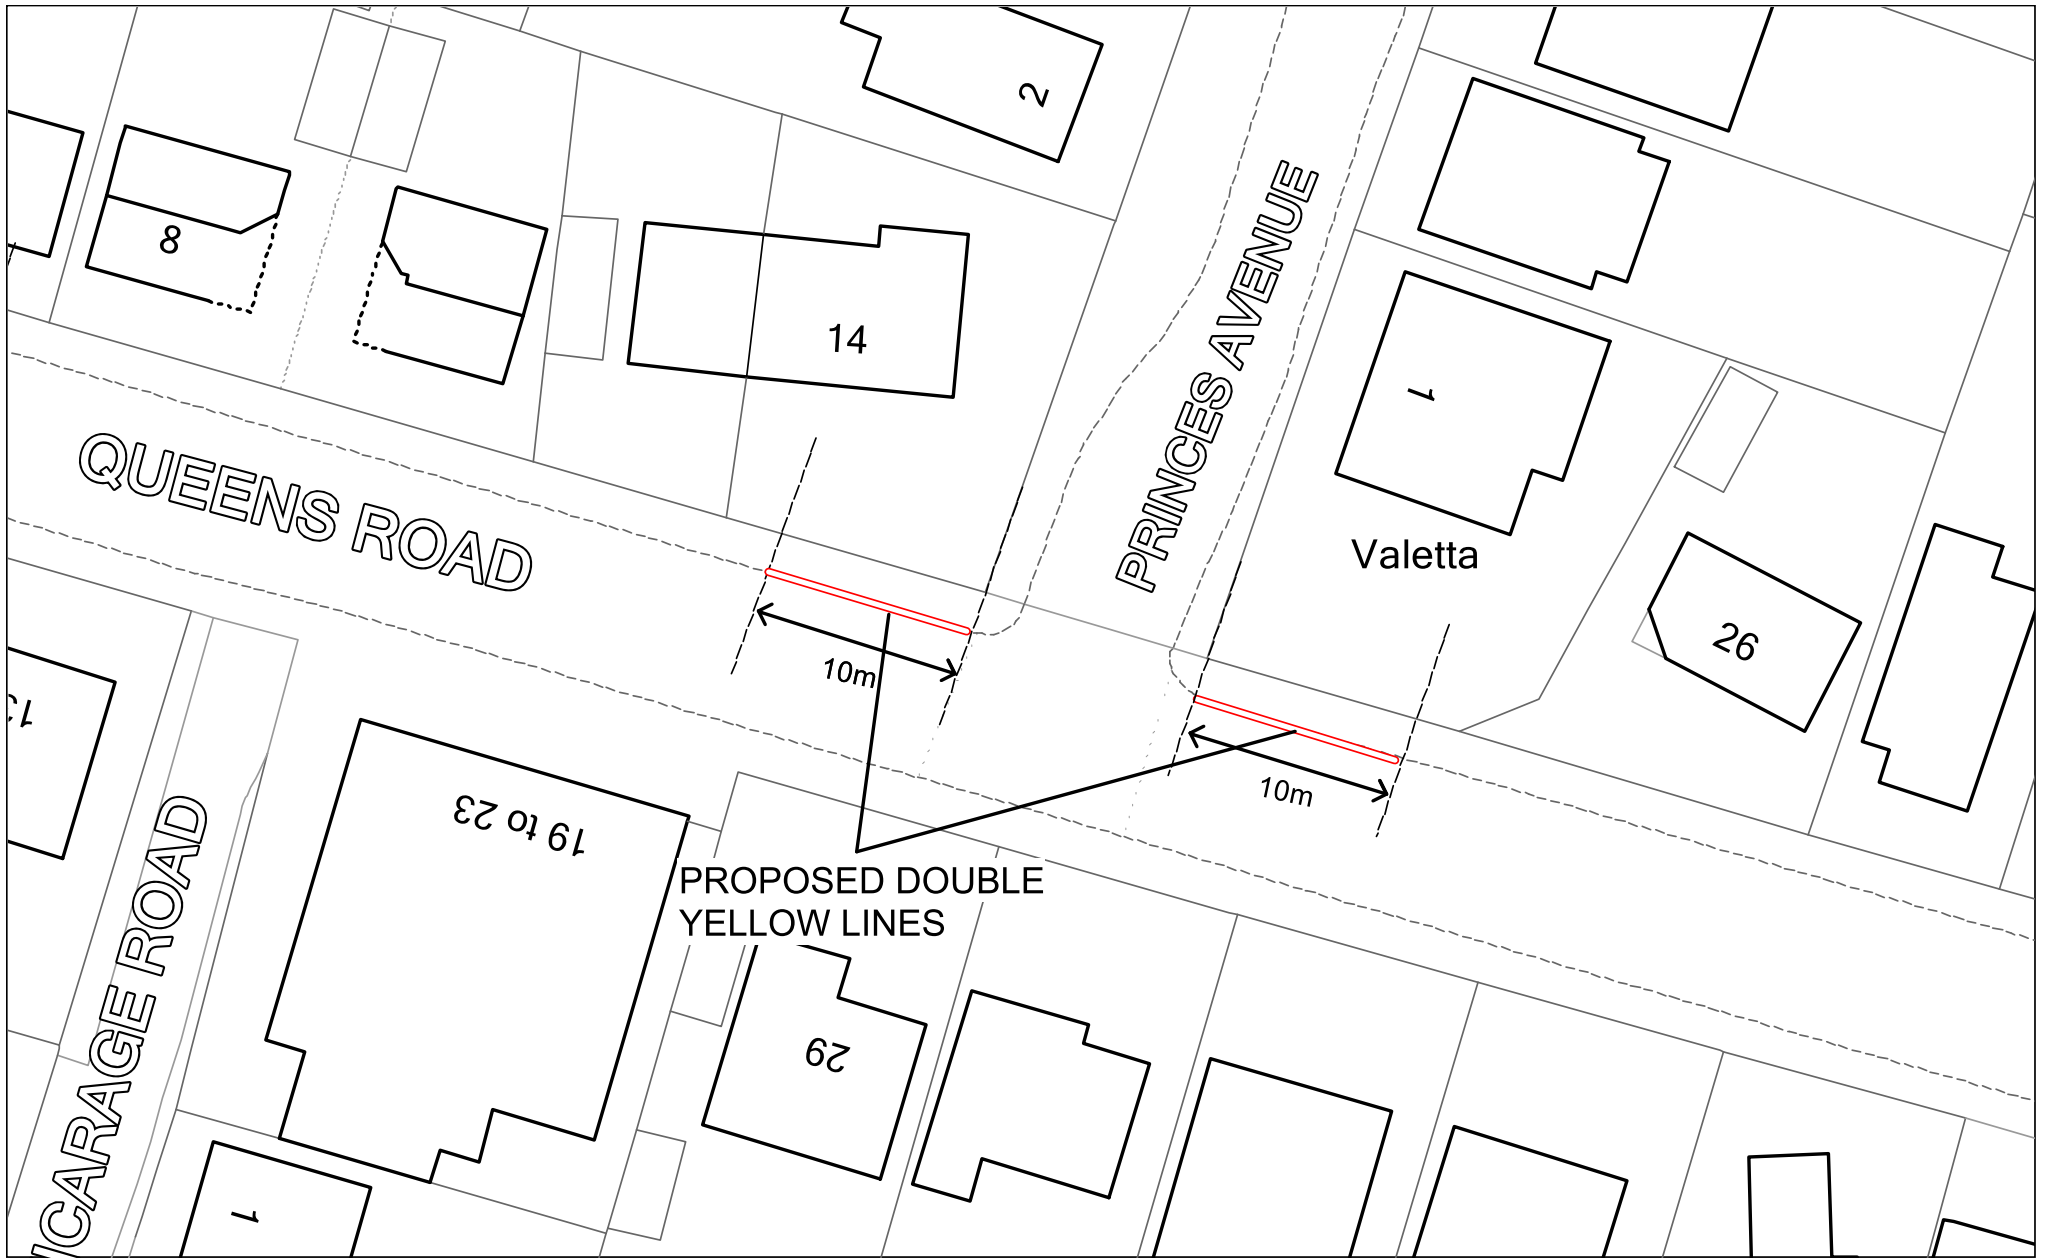 2
8
14
PRINCES AVENUE
1
QUEENS ROAD
Valetta
26
10m
10m
19 to 23
PROPOSED DOUBLE
YELLOW LINES
29
ICARAGE ROAD
1